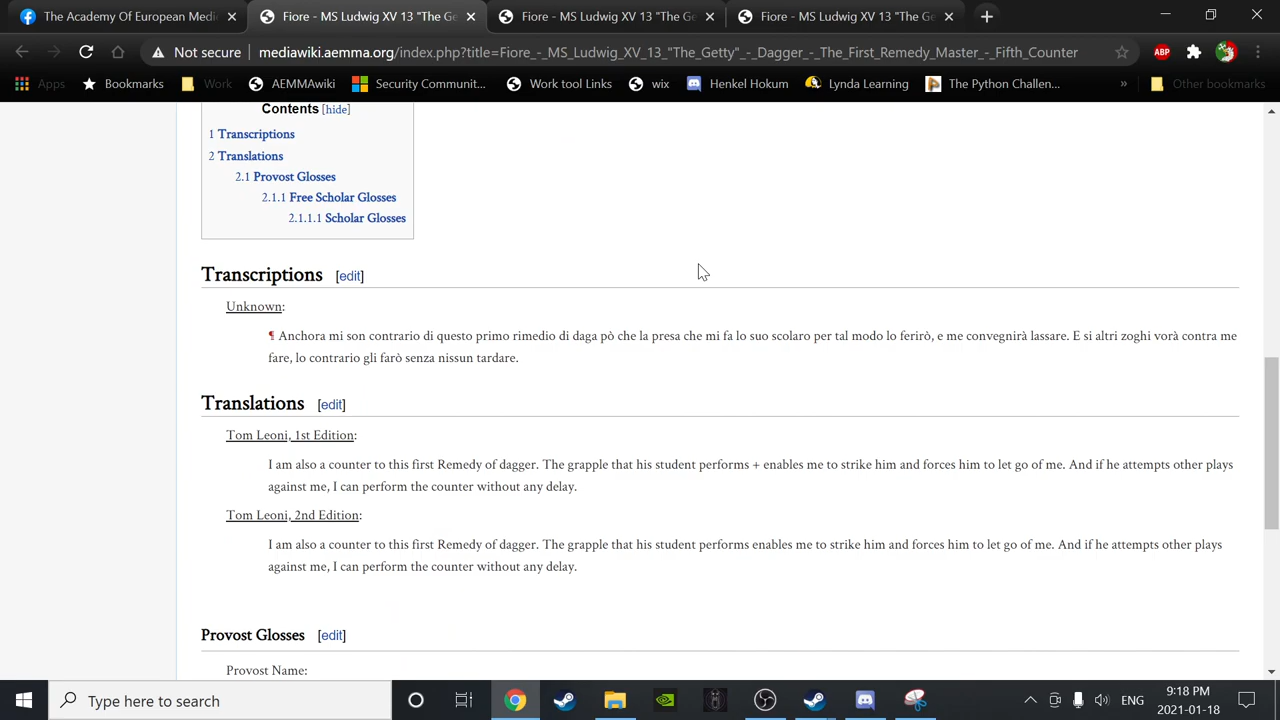 The Academy Of European Medi
Fiore - MS Ludwig XV 13 "The Ge
Fiore - MS Ludwig XV 13 "The Ge
Fiore - MS Ludwig XV 13 "The Ge
Not secure
mediawiki.aemma.org/index.php?title=Fiore_-_MS_Ludwig_XV_13_"The_Getty"_-_Dagger_-_The_First_Remedy_Master_-_Fifth_Counter
ABP
Apps
Bookmarks
Work
AEMMAwiki
Security Communit...
Work tool Links
wix
Henkel Hokum
Lynda Learning
The Python Challen...
»
Other bookmarks
Contents [hide]
1 Transcriptions
2 Translations
2.1 Provost Glosses
2.1.1 Free Scholar Glosses
2.1.1.1 Scholar Glosses
Transcriptions [edit]
Unknown:
¶ Anchora mi son contrario di questo primo rimedio di daga pò che la presa che mi fa lo suo scolaro per tal modo lo ferirò, e me convegnirà lassare. E si altri zoghi vorà contra me
fare, lo contrario gli farò senza nissun tardare.
Translations [edit]
Tom Leoni, 1st Edition:
I am also a counter to this first Remedy of dagger. The grapple that his student performs + enables me to strike him and forces him to let go of me. And if he attempts other plays
against me, I can perform the counter without any delay.
Tom Leoni, 2nd Edition:
I am also a counter to this first Remedy of dagger. The grapple that his student performs enables me to strike him and forces him to let go of me. And if he attempts other plays
against me, I can perform the counter without any delay.
Provost Glosses [edit]
Provost Name:
Type here to search
ENG
9:18 PM
2021-01-18